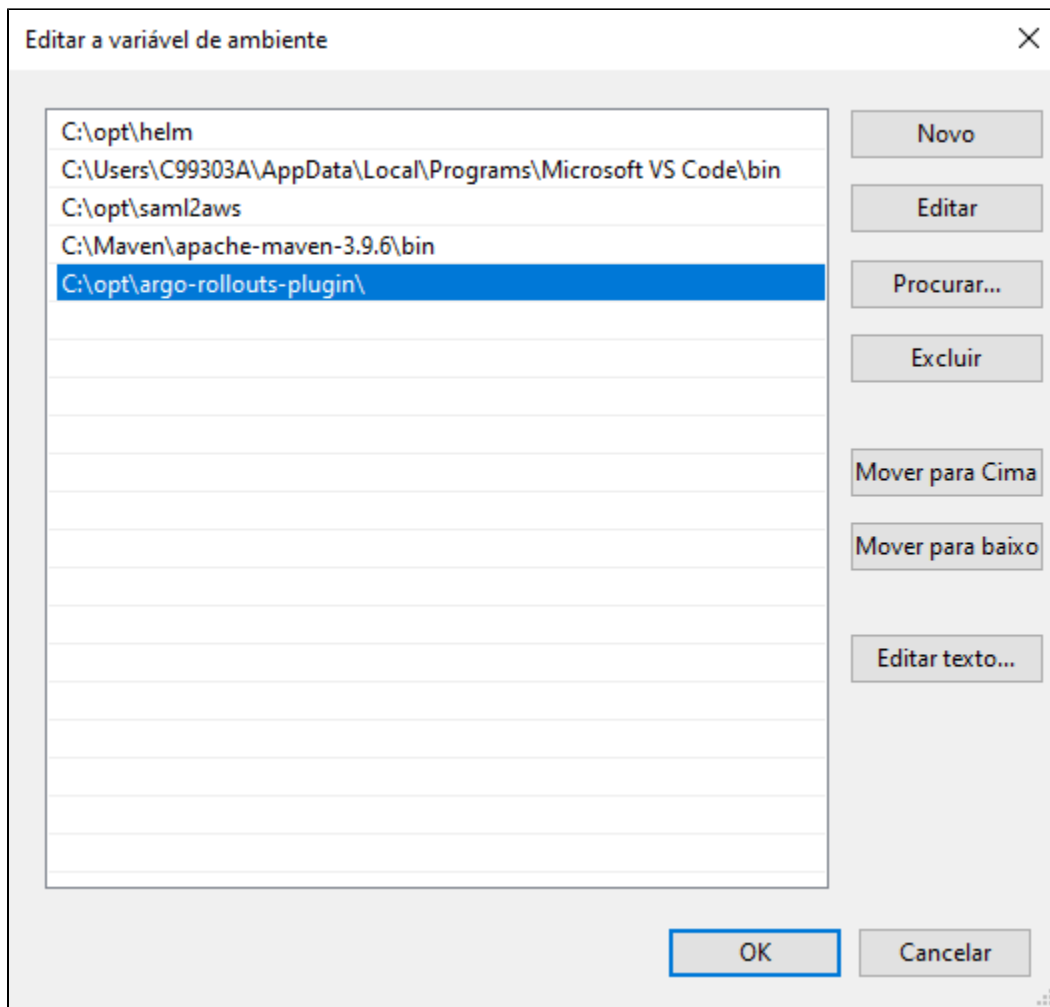 Editar a variável de ambiente
C:\opt\helm
C:\Users\C99303A\AppData\Local\Programs\Microsoft VS Code\bin
C:\opt\saml2aws
C:\Maven\apache-maven-3.9.6\bin
C:\opt\argo-rollouts-plugin\
Novo
Editar
Procurar...
Excluir
Mover para Cima
Mover para baixo
Editar texto...
OK
Cancelar